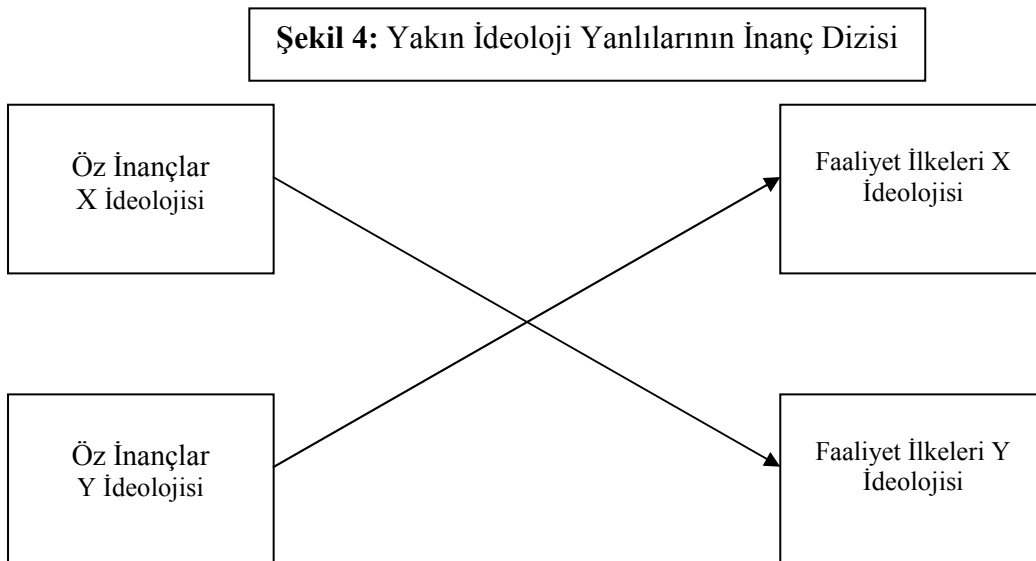 Şekil 4: Yakın İdeoloji Yanlılarının İnanç Dizisi
Öz İnançlar
X İdeolojisi
Faaliyet İlkeleri X
İdeolojisi
Öz İnançlar
Y İdeolojisi
Faaliyet İlkeleri Y
İdeolojisi